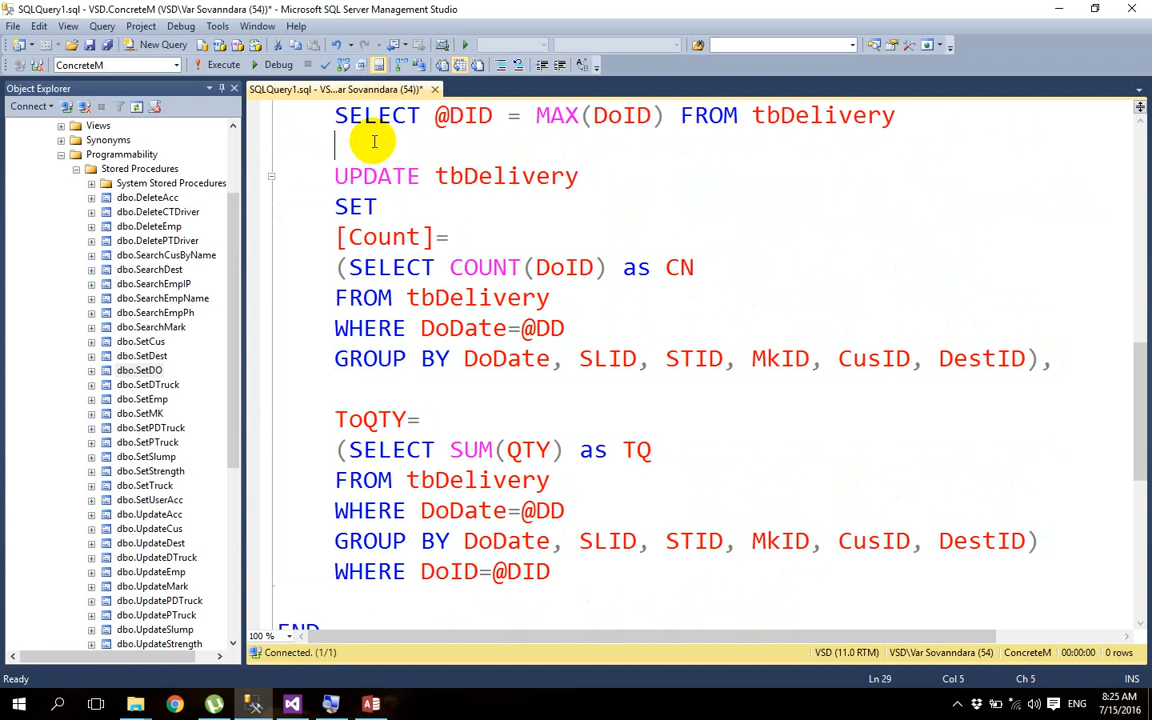 SQLQuery1.sql - VSD.ConcreteM (VSD\Var Sovanndara (54))* - Microsoft SQL Server Management Studio
File Edit View Query Project Debug Tools Window Help
New Query
ConcreteM Execute Debug
Object Explorer
SQLQuery1.sql - VS...ar Sovanndara (54))*
Connect
Views
Synonyms
Programmability
Stored Procedures
System Stored Procedures
dbo.DeleteAcc
dbo.DeleteCTDriver
dbo.DeleteEmp
dbo.DeletePTDriver
dbo.SearchCusByName
dbo.SearchDest
dbo.SearchEmpIP
dbo.SearchEmpName
dbo.SearchEmpPh
dbo.SearchMark
dbo.SetCus
dbo.SetDest
dbo.SetDO
dbo.SetDTruck
dbo.SetEmp
dbo.SetMK
dbo.SetPDTruck
dbo.SetPTruck
dbo.SetSlump
dbo.SetStrength
dbo.SetTruck
dbo.SetUserAcc
dbo.UpdateAcc
dbo.UpdateCus
dbo.UpdateDest
dbo.UpdateDTruck
dbo.UpdateEmp
dbo.UpdateMark
dbo.UpdatePDTruck
dbo.UpdatePTruck
dbo.UpdateSlump
dbo.UpdateStrength
SELECT @DID = MAX(DoID) FROM tbDelivery
UPDATE tbDelivery
SET
[Count]=
(SELECT COUNT(DoID) as CN
FROM tbDelivery
WHERE DoDate=@DD
GROUP BY DoDate, SLID, STID, MkID, CusID, DestID),
ToQTY=
(SELECT SUM(QTY) as TQ
FROM tbDelivery
WHERE DoDate=@DD
GROUP BY DoDate, SLID, STID, MkID, CusID, DestID)
WHERE DoID=@DID
END
100 %
Connected. (1/1)
VSD (11.0 RTM) VSD\Var Sovanndara (54) ConcreteM 00:00:00 0 rows
Ready
Ln 29 Col 5 Ch 5 INS
ENG
8:25 AM
7/15/2016